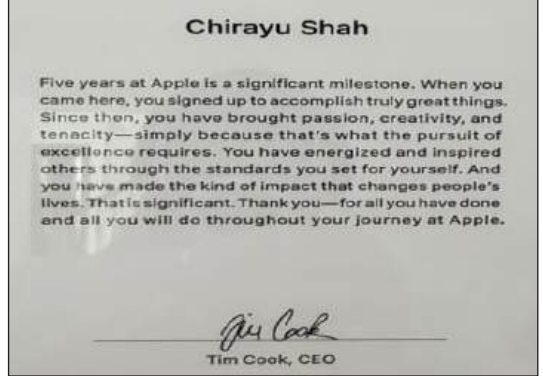 Chirayu Shah
Five years at Apple is a significant milestone. When you
came here, you signed up to accomplish truly great things.
Since then, you have brought passion, creativity, and
tenacity—simply because that's what the pursuit of
excellence requires. You have energized and inspired
others through the standards you set for yourself. And
you have made the kind of impact that changes people's
lives. That is significant. Thank you—for all you have done
and all you will do throughout your journey at Apple.
Tim Cook
Tim Cook, CEO